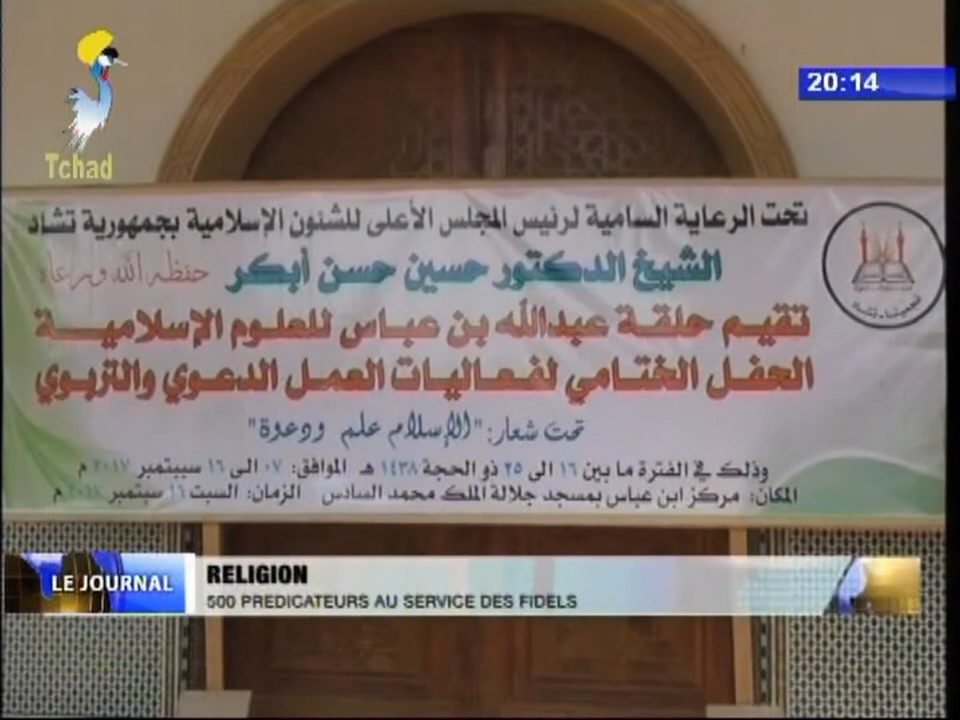 Tchad
20:14
تحت الرعاية السامية لرئيس المجلس الأعلى للشئون الإسلامية بجمهورية تشاد
الشيخ الدكتور حسين حسن أبكر حفظه الله ورعاه
تقيم حلقة عبدالله بن عباس للعلوم الإسلامية
الحفل الختامي لفعاليات العمل الدعوي والتربوي
تحت شعار: "الإسلام علم ودعوة"
وذلك في الفترة ما بين ١٦ الى ٢٥ ذو الحجة ١٤٣٨ هـ الموافق: ٠٧ الى ١٦ سبتمبر ٢٠١٧ م
المكان: مركز ابن عباس بمسجد جلالة الملك محمد السادس الزمان: السبت ١٦ سبتمبر ٢٠١٧ م
LE JOURNAL
RELIGION
500 PREDICATEURS AU SERVICE DES FIDELS